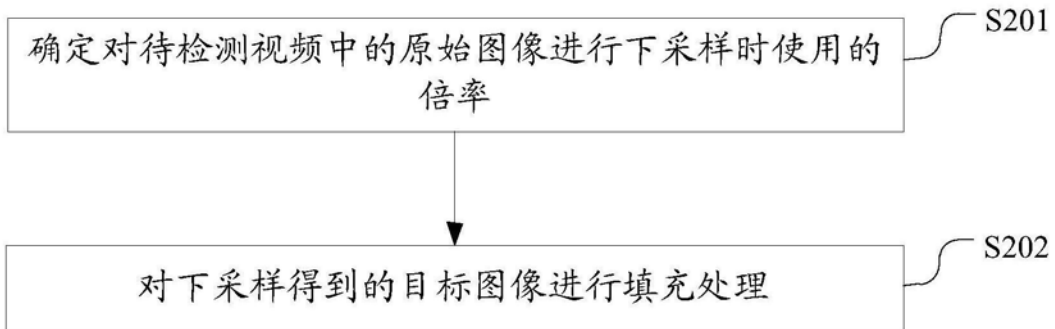 S201
确定对待检测视频中的原始图像进行下采样时使用的
倍率
S202
对下采样得到的目标图像进行填充处理